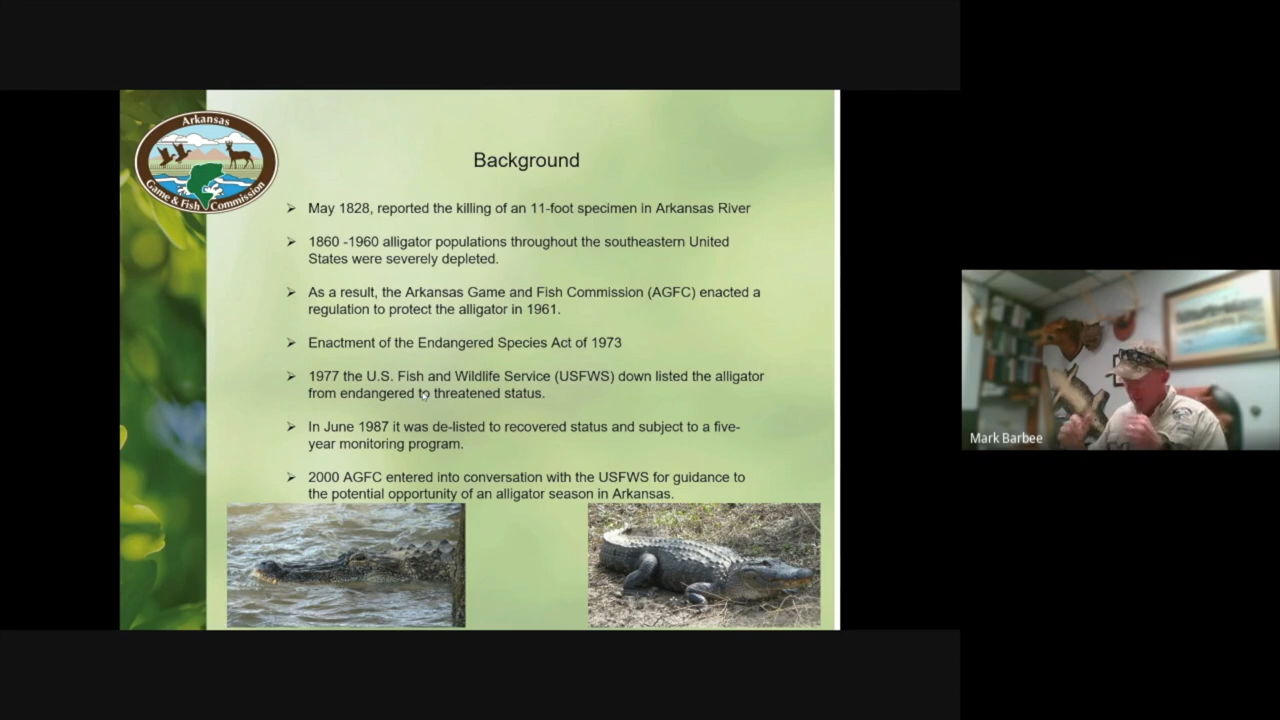 Arkansas
Game & Fish Commission
Background
May 1828, reported the killing of an 11-foot specimen in Arkansas River
1860 -1960 alligator populations throughout the southeastern United
States were severely depleted.
As a result, the Arkansas Game and Fish Commission (AGFC) enacted a
regulation to protect the alligator in 1961.
Enactment of the Endangered Species Act of 1973
1977 the U.S. Fish and Wildlife Service (USFWS) down listed the alligator
from endangered to threatened status.
In June 1987 it was de-listed to recovered status and subject to a five-
year monitoring program.
2000 AGFC entered into conversation with the USFWS for guidance to
the potential opportunity of an alligator season in Arkansas.
Mark Barbee